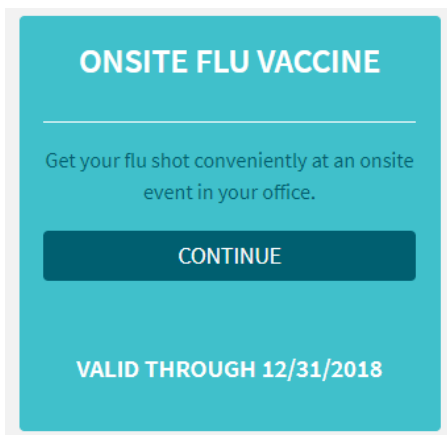 ONSITE FLU VACCINE
Get your flu shot conveniently at an onsite
event in your office.
CONTINUE
VALID THROUGH 12/31/2018